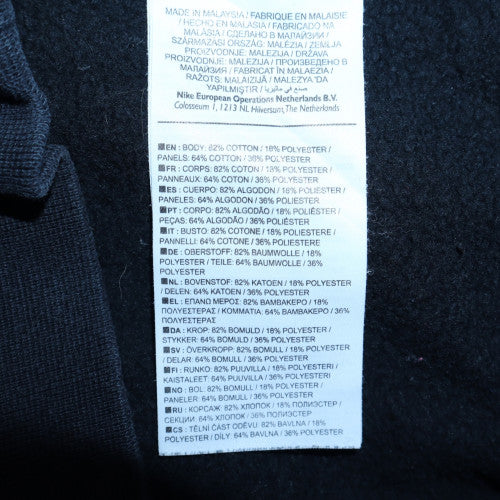 MADE IN MALAYSIA / FABRIQUE EN MALAISIE
/ HECHO EN MALASIA / FABRICADO NA
MALÁSIA / СДЕЛАНО В МАЛАЙЗИИ /
SZÁRMAZÁSI ORSZÁG: MALÉZIA / ZEMLJA
PROIZVODNJE: MALEZIJA / DRŽAVA
PROIZVODNJE / ПРОИЗВЕДЕНО В
МАЛАЙЗИЯ / FABRICAT ÎN MALAEZIA /
RAŽOTS: MALAIZIJĀ / MALEZYA'DA
YAPILMIŞTIR / صنع في ماليزيا
Nike European Operations Netherlands B.V.
Colosseum 1, 1213 NL Hilversum, The Netherlands
EN : BODY: 82% COTTON / 18% POLYESTER /
PANELS: 64% COTTON / 36% POLYESTER
FR : CORPS: 82% COTON / 18% POLYESTER /
PANNEAUX: 64% COTON / 36% POLYESTER
ES : CUERPO: 82% ALGODON / 18% POLIÉSTER /
PANELES: 64% ALGODON / 36% POLIÉSTER
PT : CORPO: 82% ALGODÃO / 18% POLIÉSTER /
PEÇAS: 64% ALGODÃO / 36% POLIÉSTER
IT : BUSTO: 82% COTONE / 18% POLIESTERE /
PANNELLI: 64% COTONE / 36% POLIESTERE
DE : OBERSTOFF: 82% BAUMWOLLE / 18%
POLYESTER / TEILE: 64% BAUMWOLLE / 36%
POLYESTER
NL : BOVENSTOF: 82% KATOEN / 18% POLYESTER
/ DELEN: 64% KATOEN / 36% POLYESTER
EL : ΕΠΑΝΩ ΜΕΡΟΣ: 82% ΒΑΜΒΑΚΕΡΟ / 18%
ΠΟΛΥΕΣΤΕΡΑΣ / ΚΟΜΜΑΤΙΑ: 64% ΒΑΜΒΑΚΕΡΟ / 36%
ΠΟΛΥΕΣΤΕΡΑΣ
DA : KROP: 82% BOMULD / 18% POLYESTER /
STYKKER: 64% BOMULD / 36% POLYESTER
SV : ÖVERKROPP: 82% BOMULL / 18% POLYESTER
/ DELAR: 64% BOMULL / 36% POLYESTER
FI : RUNKO: 82% PUUVILLA / 18% POLYESTERI /
KAISTALEET: 64% PUUVILLA / 36% POLYESTERI
NO : BOL: 82% BOMULL / 18% POLYESTER /
PANELER: 64% BOMULL / 36% POLYESTER
RU : КОРСАЖ: 82% ХЛОПОК / 18% ПОЛИЭСТЕР /
СЕКЦИИ: 64% ХЛОПОК / 36% ПОЛИЭСТЕР
CS : TĚLNÍ ČÁST ODĚVU: 82% BAVLNA / 18%
POLYESTER / DÍLY: 64% BAVLNA / 36% POLYESTER